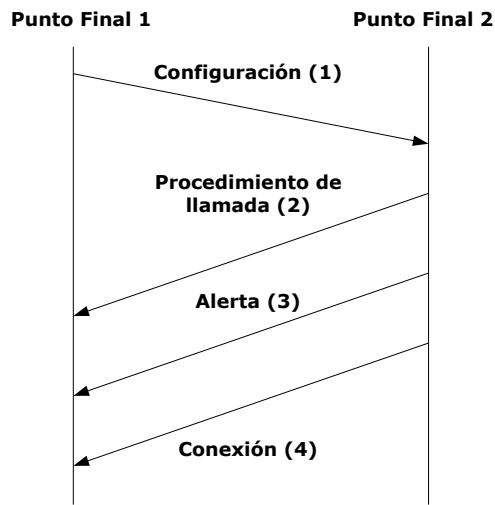 Punto Final 1
Punto Final 2
Configuración (1)
Procedimiento de
llamada (2)
Alerta (3)
Conexión (4)